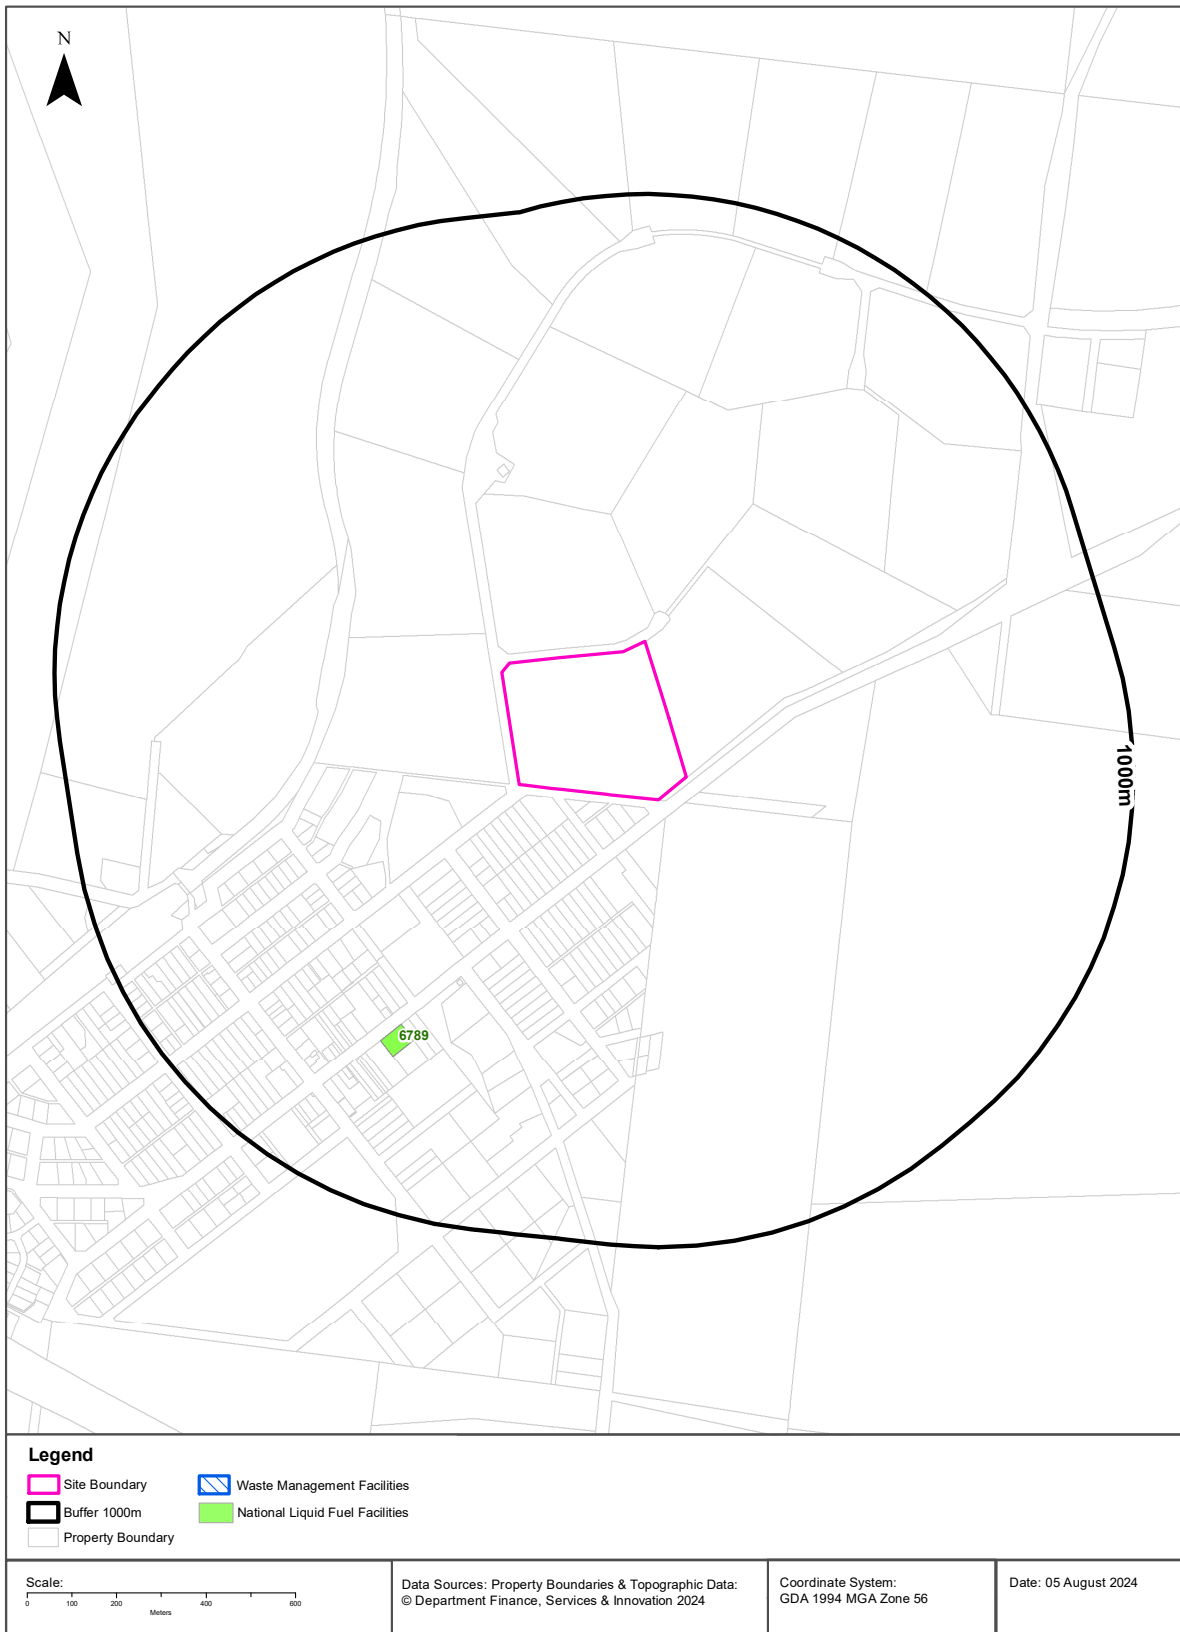 N
1000m
6789
Legend
Site Boundary
Waste Management Facilities
Buffer 1000m
National Liquid Fuel Facilities
Property Boundary
Scale:
0 100 200 400 600
Meters
Data Sources: Property Boundaries & Topographic Data:
© Department Finance, Services & Innovation 2024
Coordinate System:
GDA 1994 MGA Zone 56
Date: 05 August 2024